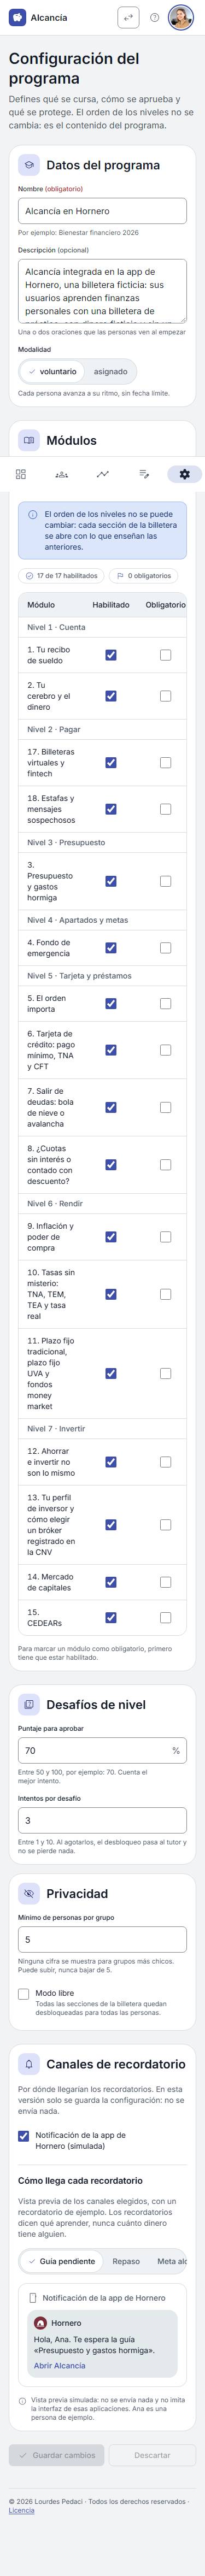 Alcancía
Configuración del
programa
Defines qué se cursa, cómo se aprueba y
qué se protege. El orden de los niveles no se
cambia: es el contenido del programa.
Datos del programa
Nombre (obligatorio)
Alcancía en Hornero
Por ejemplo: Bienestar financiero 2026
Descripción (opcional)
Alcancía integrada en la app de
Hornero, una billetera ficticia: sus
usuarios aprenden finanzas
personales con una billetera de
Una o dos oraciones que las personas ven al empezar
Modalidad
voluntario
asignado
Cada persona avanza a su ritmo, sin fecha límite.
Módulos
El orden de los niveles no se puede
cambiar: cada sección de la billetera
se abre con lo que enseñan las
anteriores.
17 de 17 habilitados
0 obligatorios
Módulo Habilitado Obligatorio
Nivel 1 · Cuenta
1. Tu recibo
de sueldo
2. Tu
cerebro y el
dinero
Nivel 2 · Pagar
17. Billeteras
virtuales y
fintech
18. Estafas y
mensajes
sospechosos
Nivel 3 · Presupuesto
3.
Presupuesto
y gastos
hormiga
Nivel 4 · Apartados y metas
4. Fondo de
emergencia
Nivel 5 · Tarjeta y préstamos
5. El orden
importa
6. Tarjeta de
crédito: pago
mínimo, TNA
y CFT
7. Salir de
deudas: bola
de nieve o
avalancha
8. ¿Cuotas
sin interés o
contado con
descuento?
Nivel 6 · Rendir
9. Inflación y
poder de
compra
10. Tasas sin
misterio:
TNA, TEM,
TEA y tasa
real
11. Plazo fijo
tradicional,
plazo fijo
UVA y
fondos
money
market
Nivel 7 · Invertir
12. Ahorrar
e invertir no
son lo mismo
13. Tu perfil
de inversor y
cómo elegir
un bróker
registrado en
la CNV
14. Mercado
de capitales
15.
CEDEARs
Para marcar un módulo como obligatorio, primero
tiene que estar habilitado.
Desafíos de nivel
Puntaje para aprobar
70 %
Entre 50 y 100, por ejemplo: 70. Cuenta el
mejor intento.
Intentos por desafío
3
Entre 1 y 10. Al agotarlos, el desbloqueo pasa al tutor y
no se pierde nada.
Privacidad
Mínimo de personas por grupo
5
Ninguna cifra se muestra para grupos más chicos.
Puede subir, nunca bajar de 5.
Modo libre
Todas las secciones de la billetera quedan
desbloqueadas para todas las personas.
Canales de recordatorio
Por dónde llegarían los recordatorios. En esta
versión solo se guarda la configuración: no se
envía nada.
Notificación de la app de
Hornero (simulada)
Cómo llega cada recordatorio
Vista previa de los canales elegidos, con un
recordatorio de ejemplo. Los recordatorios
dicen qué aprender, nunca cuánto dinero
tiene alguien.
Guía pendiente
Repaso
Meta alc
Notificación de la app de Hornero
Hornero
Hola, Ana. Te espera la guía
«Presupuesto y gastos hormiga».
Abrir Alcancía
Vista previa simulada: no se envía nada y no imita
la interfaz de esas aplicaciones. Ana es una
persona de ejemplo.
Guardar cambios
Descartar
© 2026 Lourdes Pedaci · Todos los derechos reservados ·
Licencia